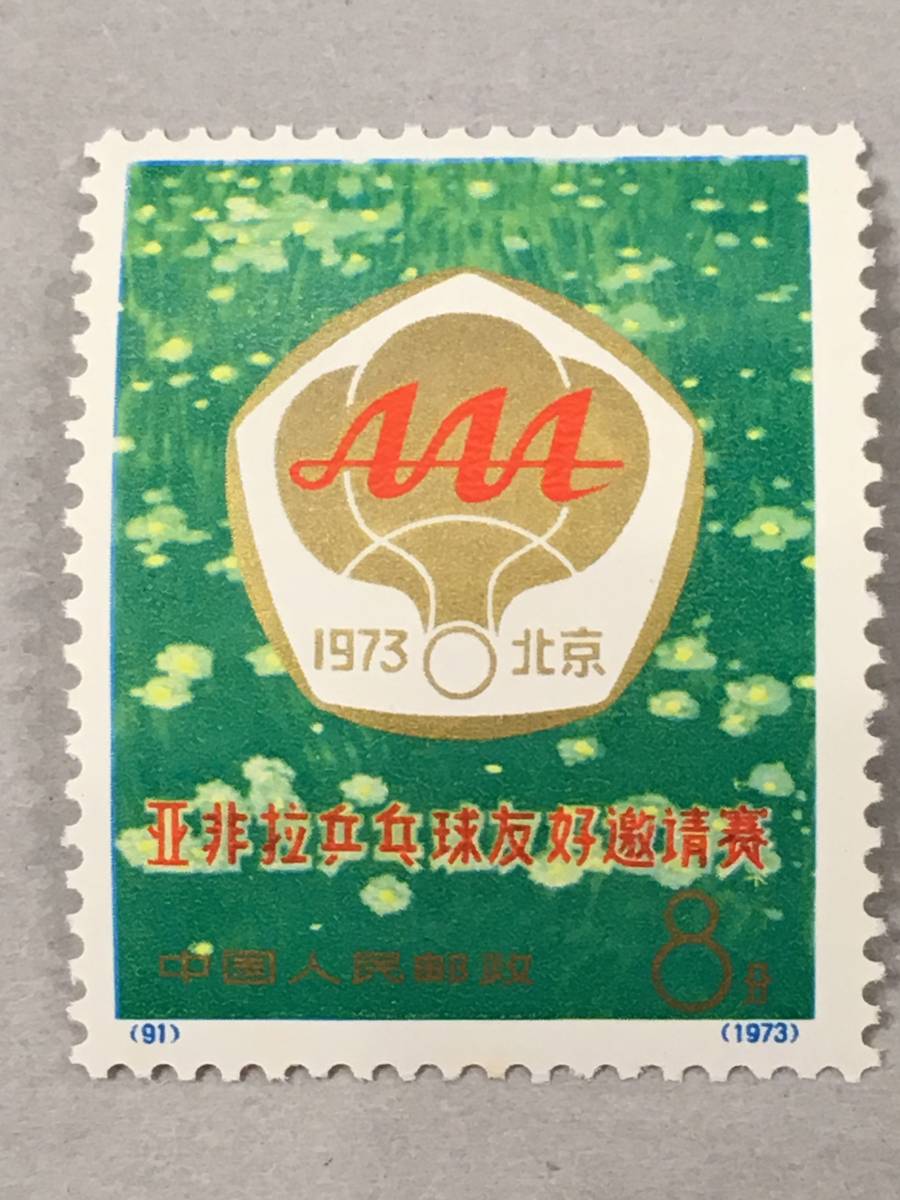 AAA
1973 北京
亚非拉乒乓球友好邀请赛
中国人民邮政 8分
(91) (1973)